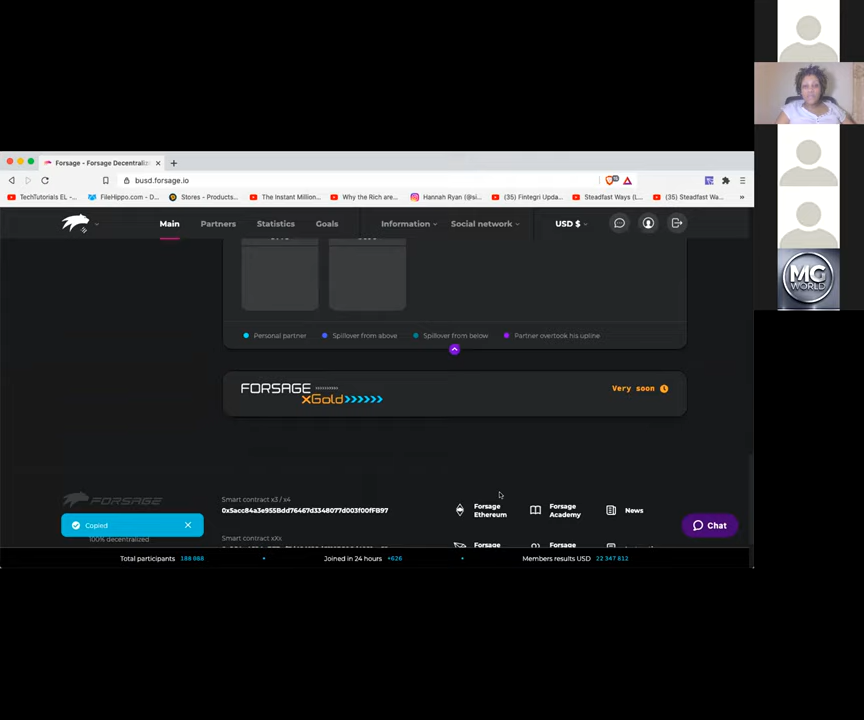 Forsage - Forsage Decentraliz
busd.forsage.io
TechTutorials EL -...
FileHippo.com - D...
Stores - Products...
The Instant Million...
Why the Rich are...
Hannah Ryan (@si...
(35) Fintegri Upda...
Steadfast Ways (L...
(35) Steadfast Wa...
Main
Partners
Statistics
Goals
Information
Social network
USD $
Personal partner
Spillover from above
Spillover from below
Partner overtook his upline
FORSAGE
xGold
Very soon
FORSAGE
Smart contract x3 / x4
0x5acc84a3e955Bdd76467d3348077d003f00fFB97
Forsage
Ethereum
Forsage
Academy
News
Copied
100% decentralized
Smart contract xXx
Forsage
Forsage
Chat
Total participants 188 888
Joined in 24 hours +626
Members results USD 22 347 812
MG
WORLD